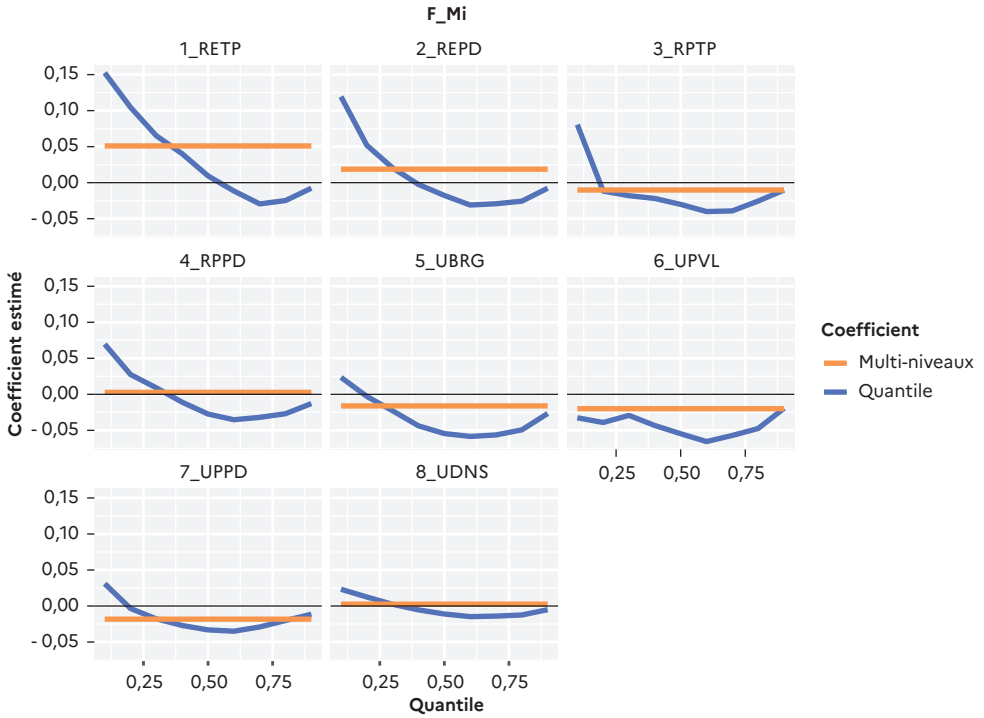 F_Mi
1_RETP 2_REPD 3_RPTP
0,15
0,10
0,05
0,00
- 0,05
4_RPPD 5_UBRG 6_UPVL
0,15
0,10
0,05
0,00
- 0,05
0,25 0,50 0,75
7_UPPD 8_UDNS
0,15
0,10
0,05
0,00
- 0,05
0,25 0,50 0,75 0,25 0,50 0,75
Quantile
Coefficient estimé
Coefficient
Multi-niveaux
Quantile